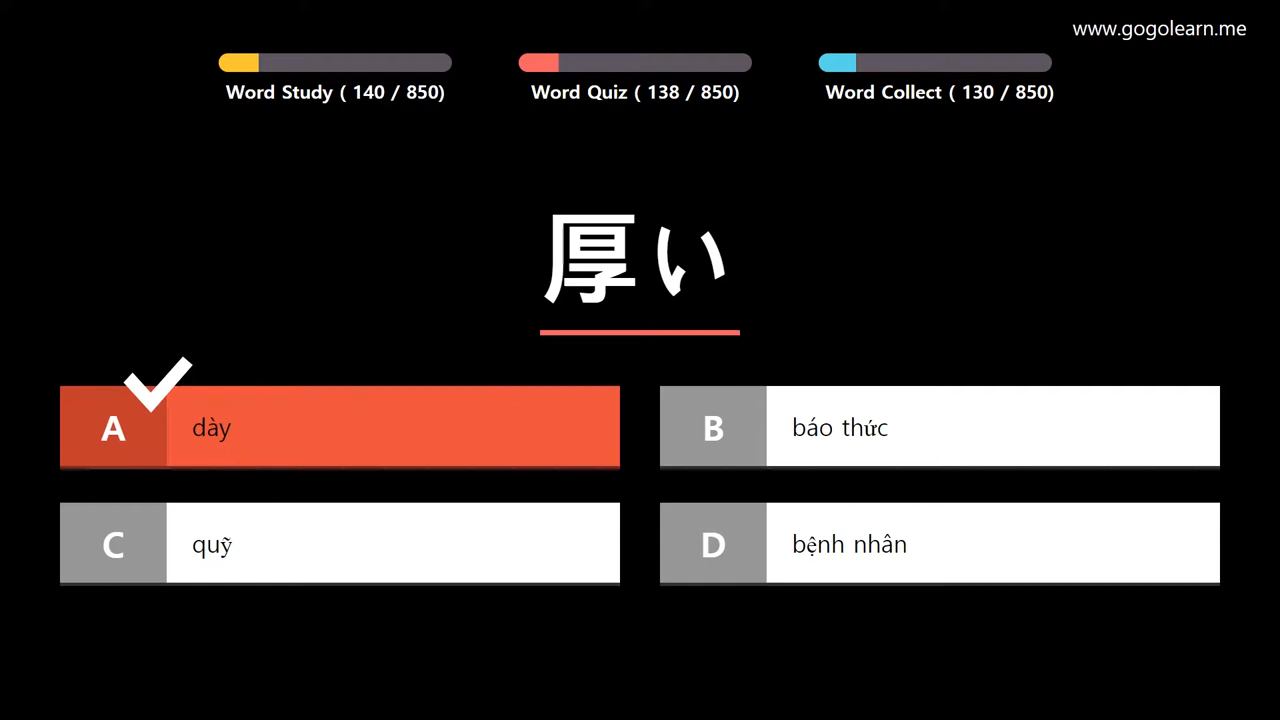 www.gogolearn.me
Word Study ( 140 / 850)
Word Quiz ( 138 / 850)
Word Collect ( 130 / 850)
厚い
A dày
B báo thức
C quỹ
D bệnh nhân